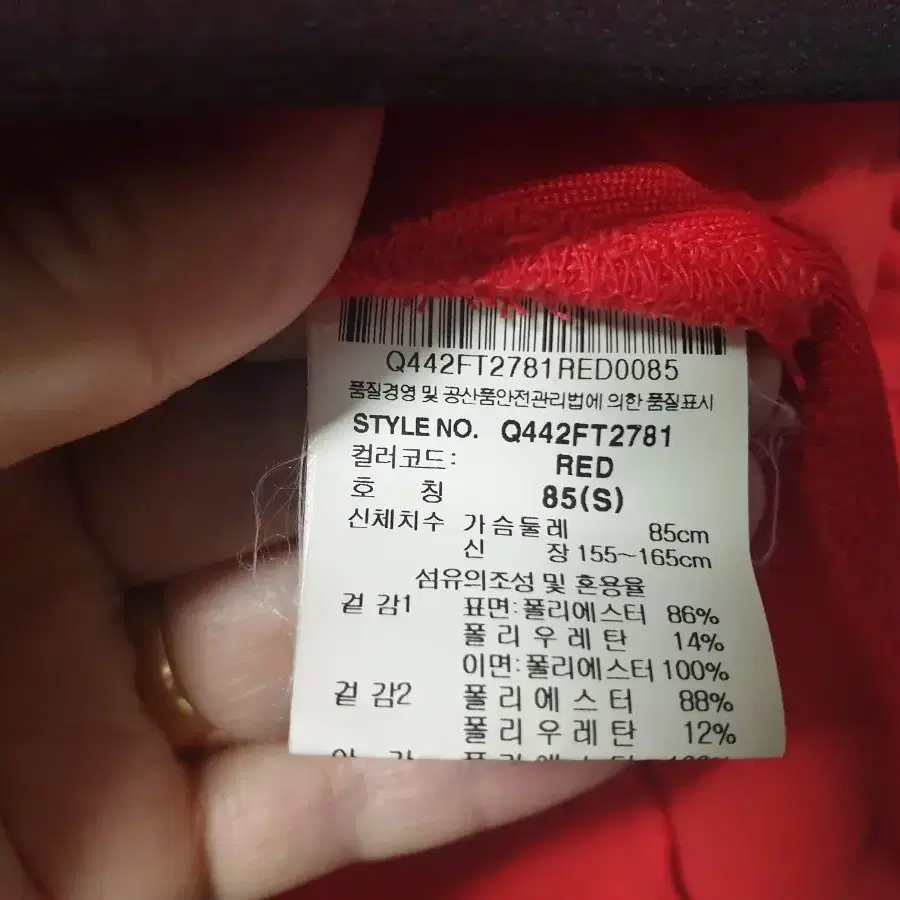 Q442FT2781RED0085
품질경영 및 공산품안전관리법에 의한 품질표시
STYLE NO. Q442FT2781
컬러코드: RED
호 칭 85(S)
신체치수 가슴둘레 85cm
신 장 155~165cm
섬유의조성 및 혼용율
겉 감1 표면:폴리에스터 86%
폴 리 우 레 탄 14%
이면:폴리에스터 100%
겉 감2 폴 리 에 스 터 88%
폴 리 우 레 탄 12%